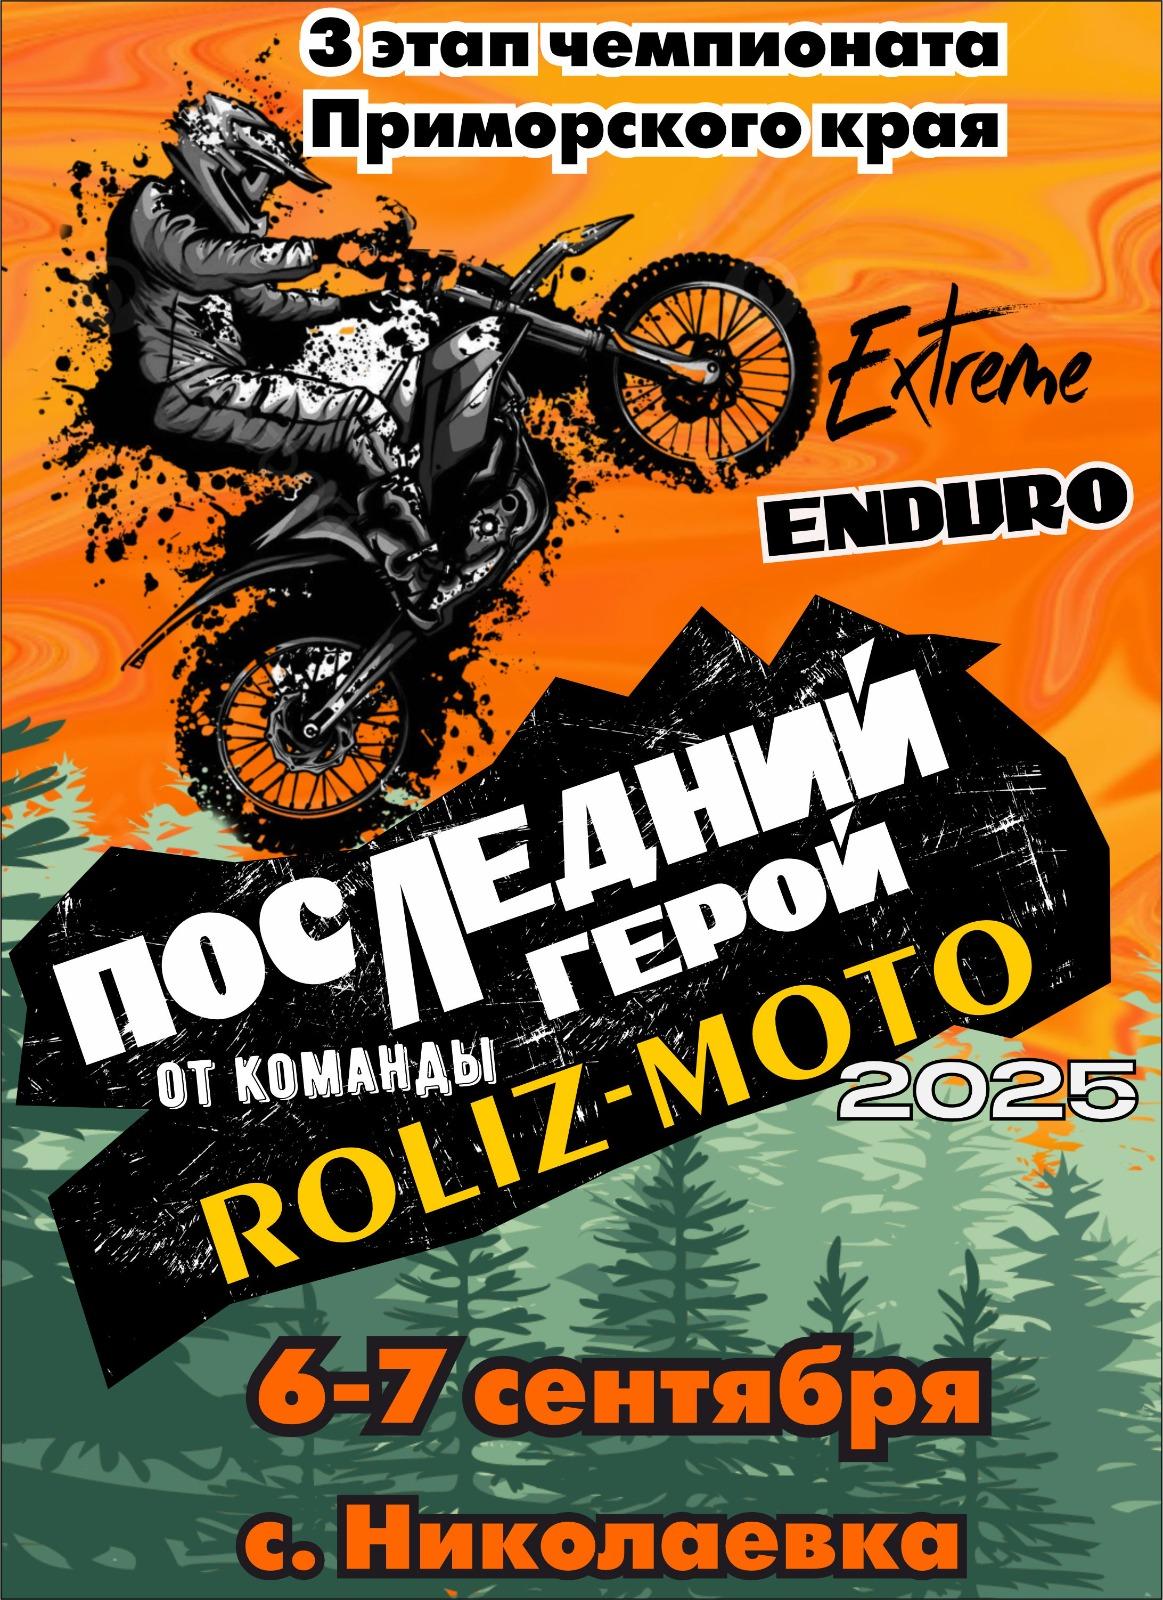 3 этап чемпионата
Приморского края
Extreme
ENDURO
ПОСЛЕДНИЙ
ГЕРОЙ
ОТ КОМАНДЫ
ROLIZ-MOTO
2025
6-7 сентября
с. Николаевка